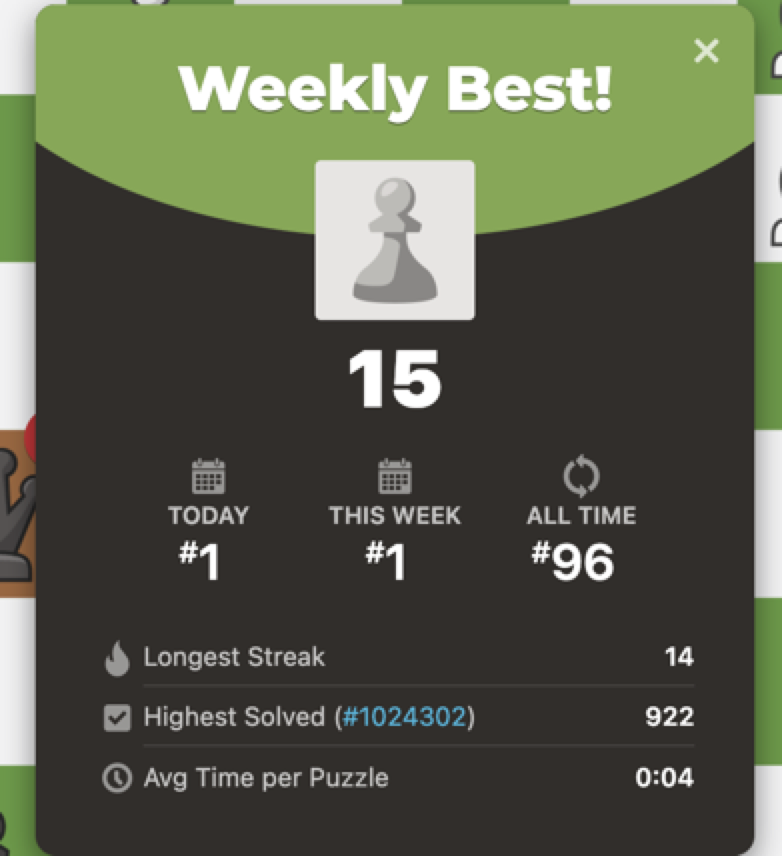 Weekly Best!
15
TODAY THIS WEEK ALL TIME
#1 #1 #96
Longest Streak 14
Highest Solved (#1024302) 922
Avg Time per Puzzle 0:04